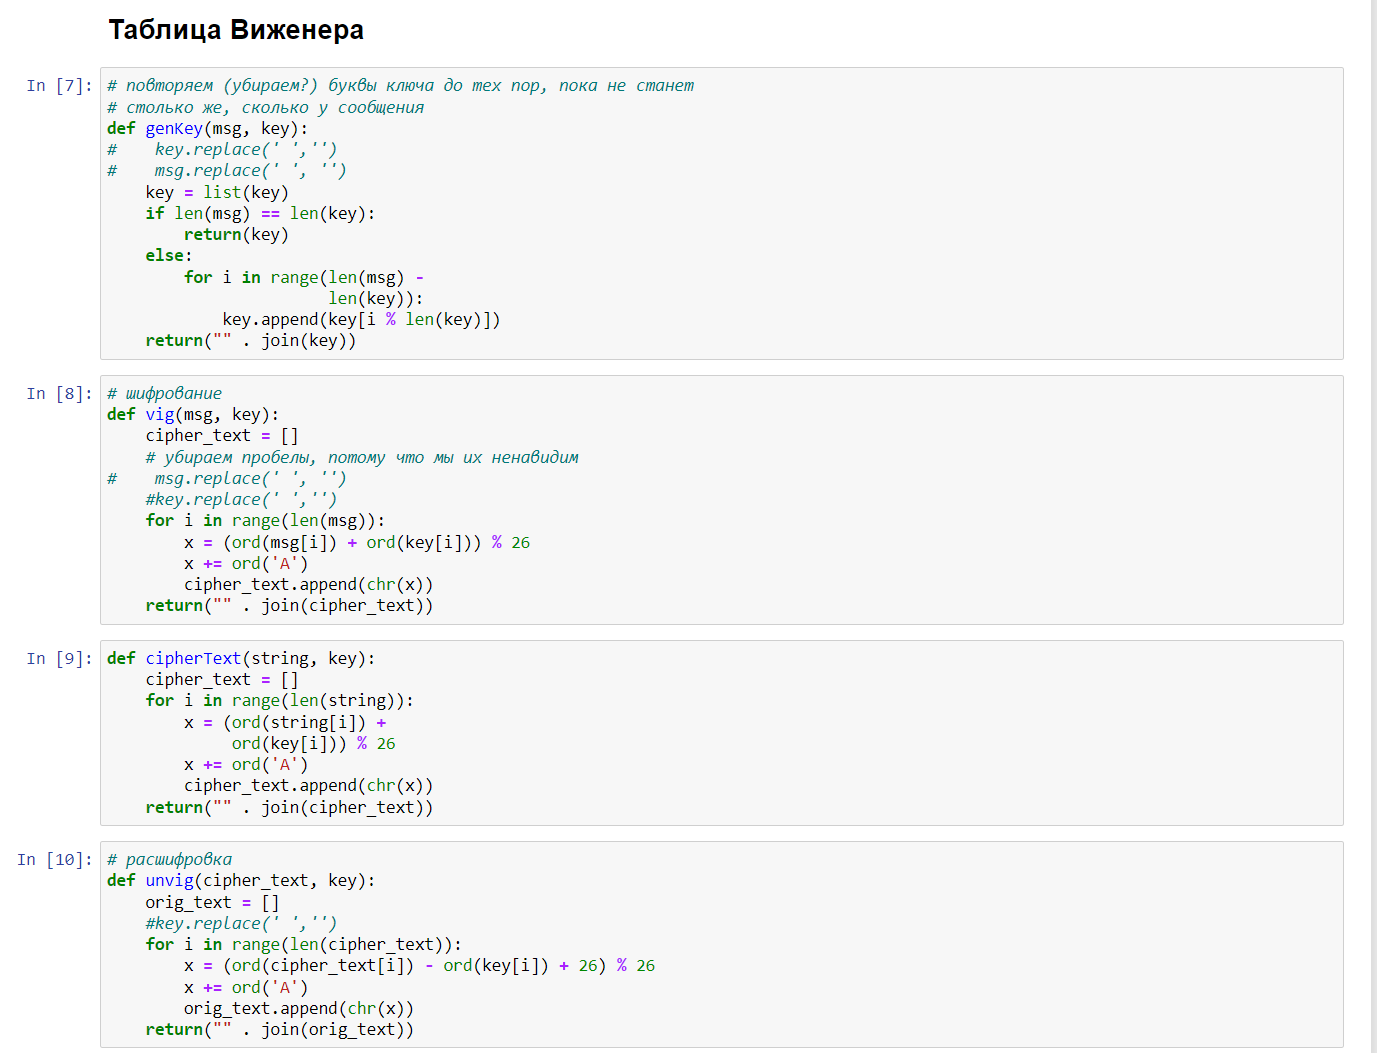 Таблица Виженера
In [7]:
# повторяем (убираем?) буквы ключа до тех пор, пока не станет
# столько же, сколько у сообщения
def genKey(msg, key):
#    key.replace(' ','')
#    msg.replace(' ', '')
    key = list(key)
    if len(msg) == len(key):
        return(key)
    else:
        for i in range(len(msg) -
                       len(key)):
            key.append(key[i % len(key)])
    return("" . join(key))
In [8]:
# шифрование
def vig(msg, key):
    cipher_text = []
    # убираем пробелы, потому что мы их ненавидим
#    msg.replace(' ', '')
    #key.replace(' ','')
    for i in range(len(msg)):
        x = (ord(msg[i]) + ord(key[i])) % 26
        x += ord('A')
        cipher_text.append(chr(x))
    return("" . join(cipher_text))
In [9]:
def cipherText(string, key):
    cipher_text = []
    for i in range(len(string)):
        x = (ord(string[i]) +
             ord(key[i])) % 26
        x += ord('A')
        cipher_text.append(chr(x))
    return("" . join(cipher_text))
In [10]:
# расшифровка
def unvig(cipher_text, key):
    orig_text = []
    #key.replace(' ','')
    for i in range(len(cipher_text)):
        x = (ord(cipher_text[i]) - ord(key[i]) + 26) % 26
        x += ord('A')
        orig_text.append(chr(x))
    return("" . join(orig_text))